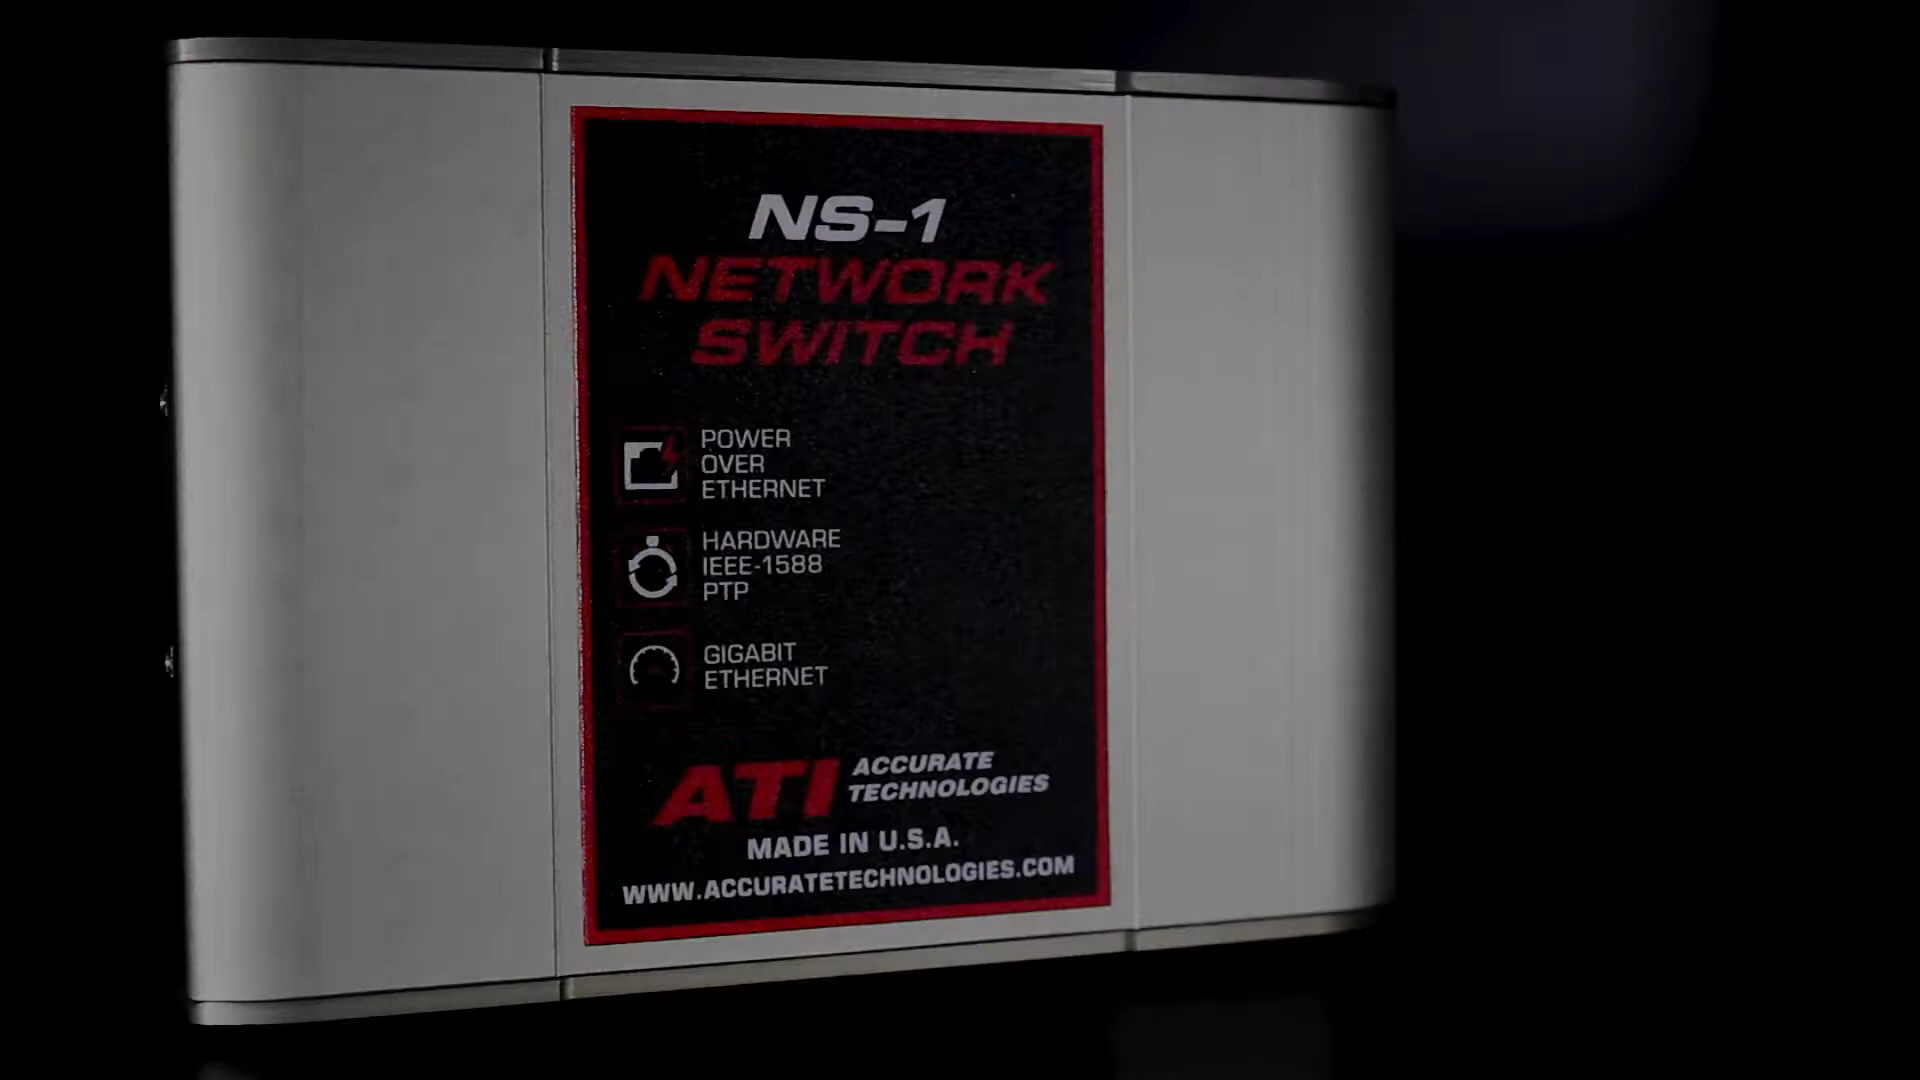 NS-1
NETWORK
SWITCH
POWER
OVER
ETHERNET
HARDWARE
IEEE-1588
PTP
GIGABIT
ETHERNET
ATI ACCURATE
TECHNOLOGIES
MADE IN U.S.A.
WWW.ACCURATETECHNOLOGIES.COM